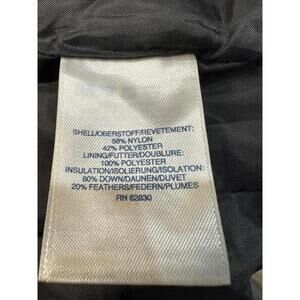 SHELL/OBERSTOFF/REVETEMENT:
58% NYLON
42% POLYESTER
LINING/FUTTER/DOUBLURE:
100% POLYESTER
INSULATION/ISOLIERUNG/ISOLATION:
80% DOWN/DAUNEN/DUVET
20% FEATHERS/FEDERN/PLUMES
RN 62830